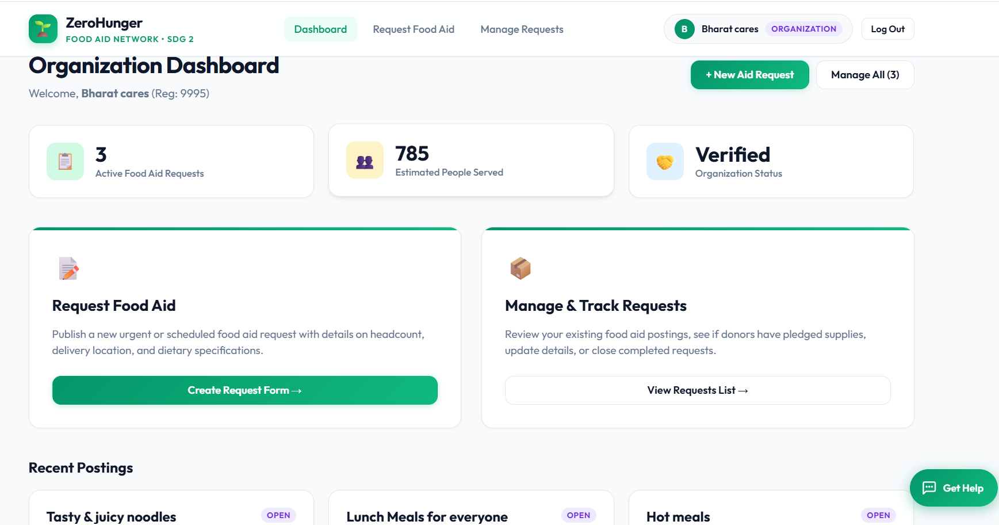 ZeroHunger
FOOD AID NETWORK • SDG 2
Dashboard
Request Food Aid
Manage Requests
B
Bharat cares
ORGANIZATION
Log Out
Organization Dashboard
Welcome, Bharat cares (Reg: 9995)
+ New Aid Request
Manage All (3)
3
Active Food Aid Requests
785
Estimated People Served
Verified
Organization Status
Request Food Aid
Publish a new urgent or scheduled food aid request with details on headcount,
delivery location, and dietary specifications.
Create Request Form →
Manage & Track Requests
Review your existing food aid postings, see if donors have pledged supplies,
update details, or close completed requests.
View Requests List →
Recent Postings
Tasty & juicy noodles
OPEN
Lunch Meals for everyone
OPEN
Hot meals
OPEN
Get Help